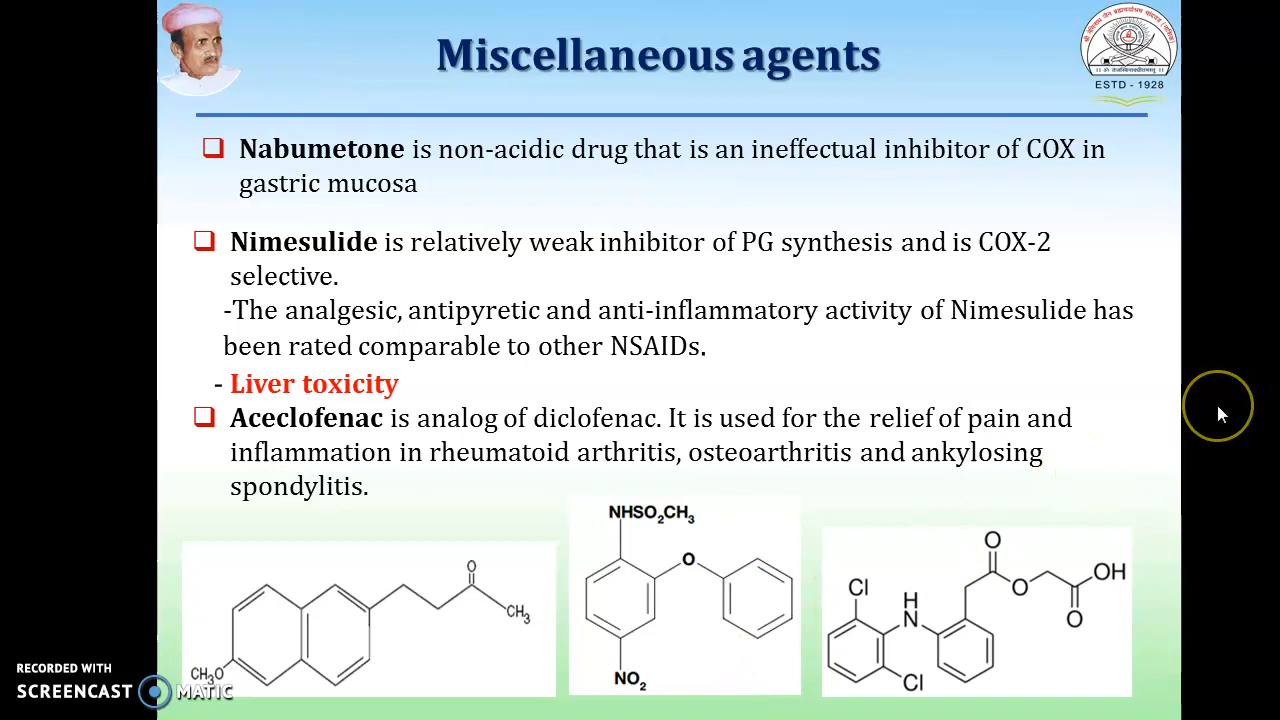 Miscellaneous agents
ESTD - 1928
Nabumetone is non-acidic drug that is an ineffectual inhibitor of COX in
gastric mucosa
Nimesulide is relatively weak inhibitor of PG synthesis and is COX-2
selective.
-The analgesic, antipyretic and anti-inflammatory activity of Nimesulide has
been rated comparable to other NSAIDs.
- Liver toxicity
Aceclofenac is analog of diclofenac. It is used for the relief of pain and
inflammation in rheumatoid arthritis, osteoarthritis and ankylosing
spondylitis.
O
CH3
CH3O
NHSO2CH3
O
NO2
O
Cl
H
N
O
OH
O
Cl
RECORDED WITH
SCREENCAST MATIC